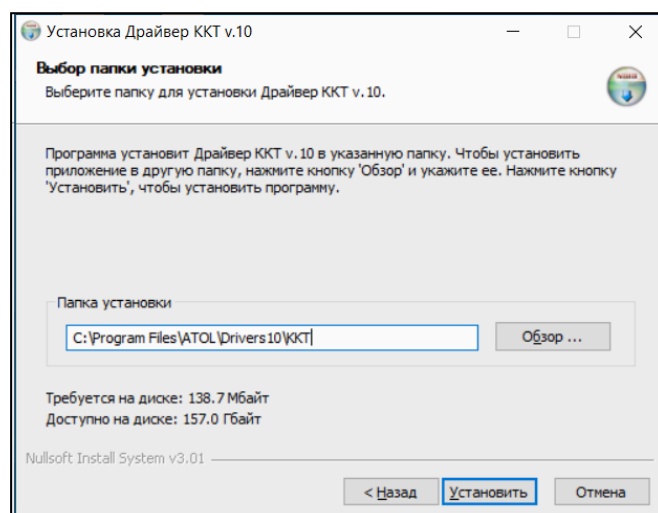 Установка Драйвер ККТ v.10
Выбор папки установки
Выберите папку для установки Драйвер ККТ v.10.
Программа установит Драйвер ККТ v.10 в указанную папку. Чтобы установить
приложение в другую папку, нажмите кнопку 'Обзор' и укажите ее. Нажмите кнопку
'Установить', чтобы установить программу.
Папка установки
C:\Program Files\ATOL\Drivers10\KKT
Обзор ...
Требуется на диске: 138.7 Мбайт
Доступно на диске: 157.0 Гбайт
Nullsoft Install System v3.01
< Назад
Установить
Отмена